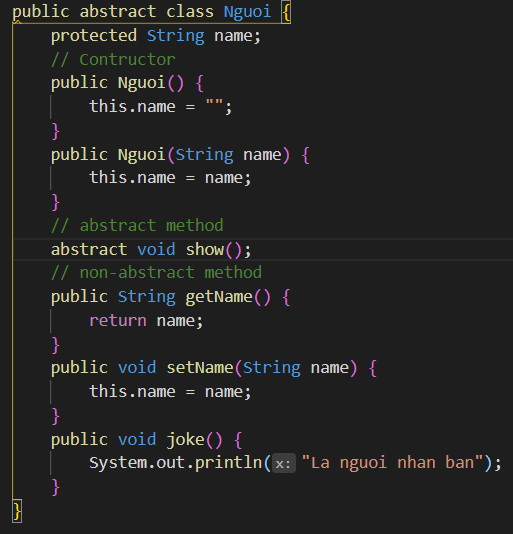 public abstract class Nguoi {
    protected String name;
    // Contructor
    public Nguoi() {
        this.name = "";
    }
    public Nguoi(String name) {
        this.name = name;
    }
    // abstract method
    abstract void show();
    // non-abstract method
    public String getName() {
        return name;
    }
    public void setName(String name) {
        this.name = name;
    }
    public void joke() {
        System.out.println(x: "La nguoi nhan ban");
    }
}